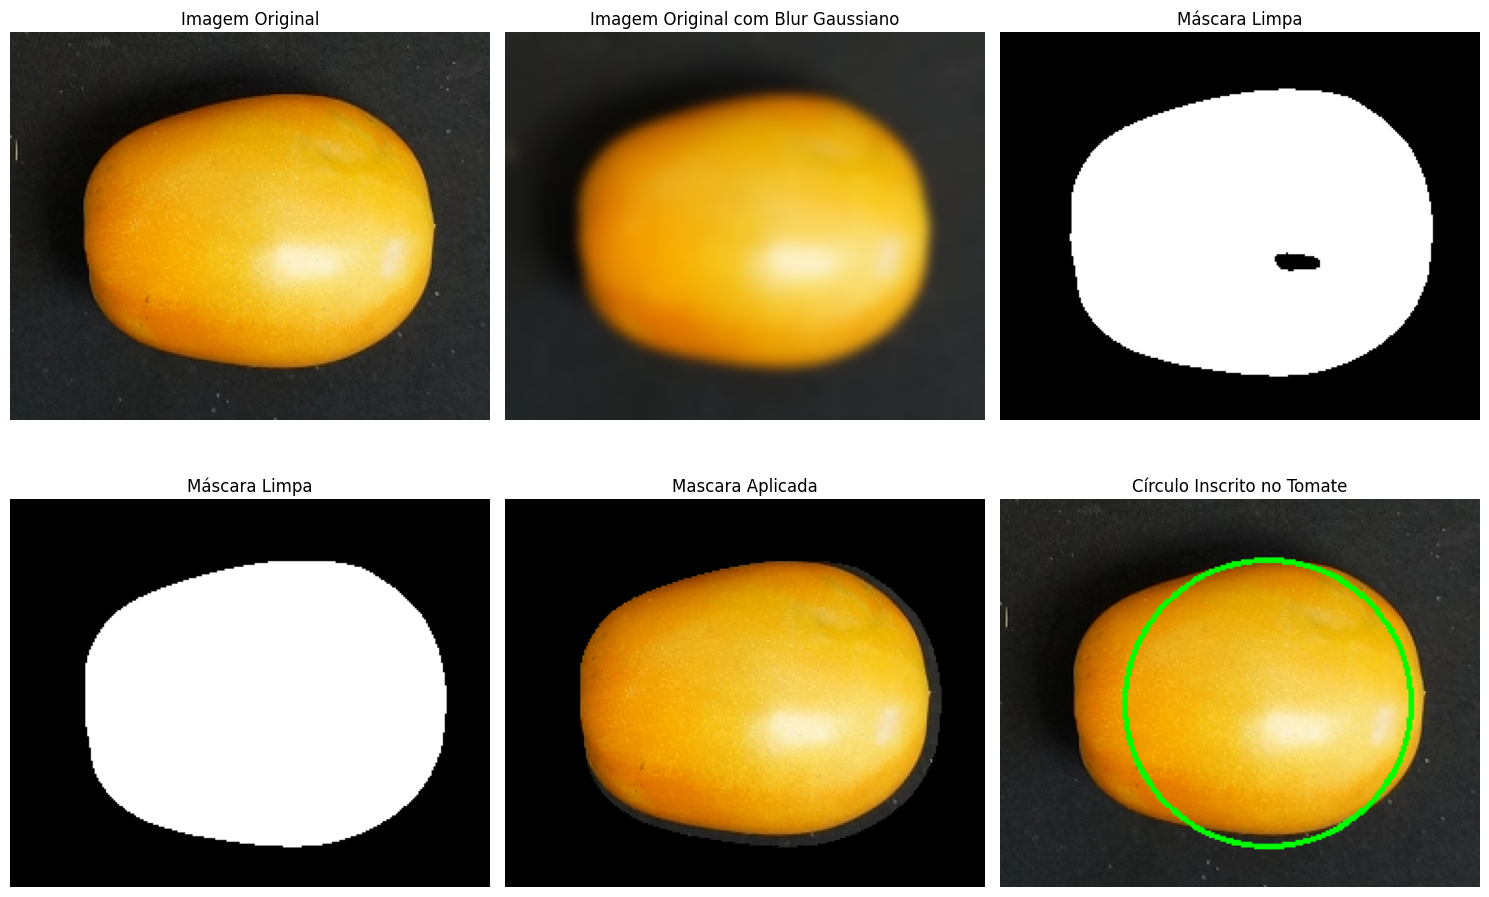 Imagem Original
Imagem Original com Blur Gaussiano
Máscara Limpa
Máscara Limpa
Mascara Aplicada
Círculo Inscrito no Tomate